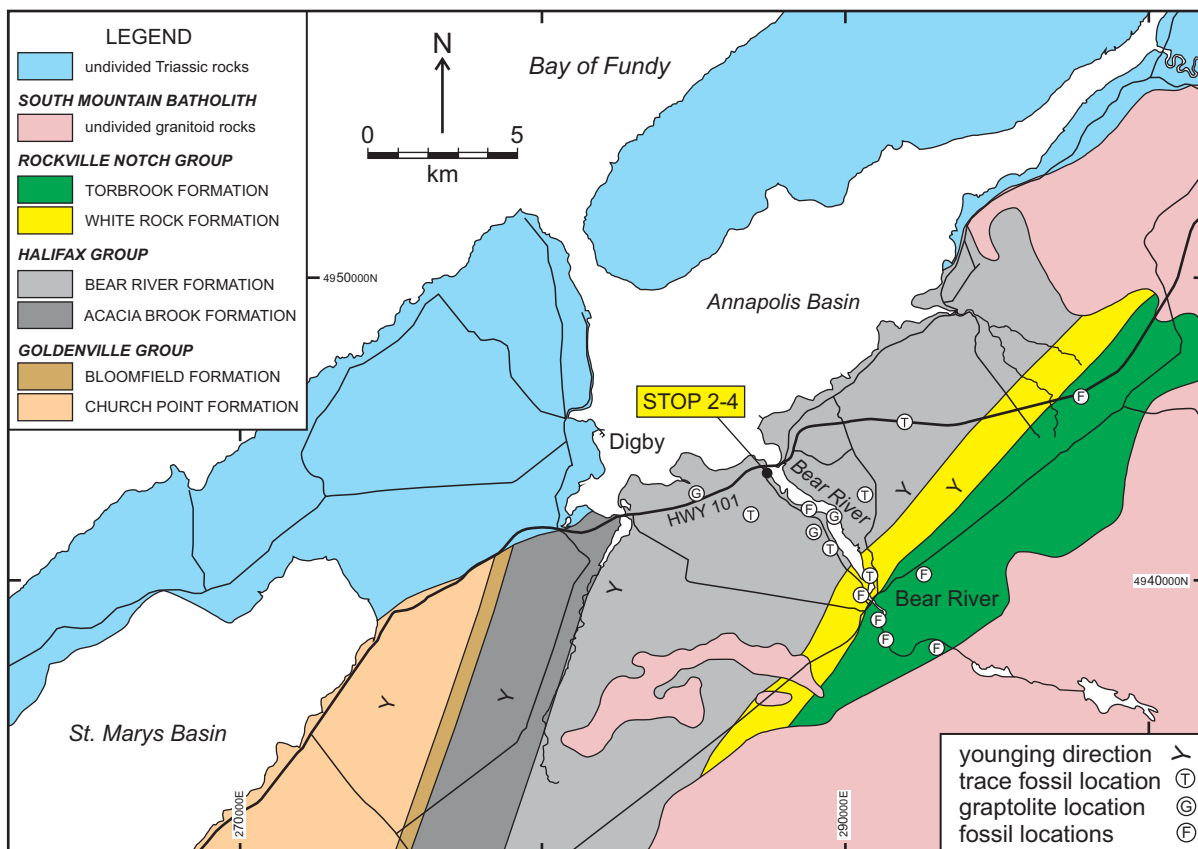 LEGEND
undivided Triassic rocks
SOUTH MOUNTAIN BATHOLITH
undivided granitoid rocks
ROCKVILLE NOTCH GROUP
TORBROOK FORMATION
WHITE ROCK FORMATION
HALIFAX GROUP
BEAR RIVER FORMATION
ACACIA BROOK FORMATION
GOLDENVILLE GROUP
BLOOMFIELD FORMATION
CHURCH POINT FORMATION
N
0 5
km
Bay of Fundy
4950000N
Annapolis Basin
STOP 2-4
Digby
Bear River
HWY 101
F
T
Y
Y
G
T
T
F
G
G
T
Y
T
F
F
4940000N
Bear River
F
F
F
Y
Y
St. Marys Basin
270000E
290000E
younging direction Y
trace fossil location T
graptolite location G
fossil locations F